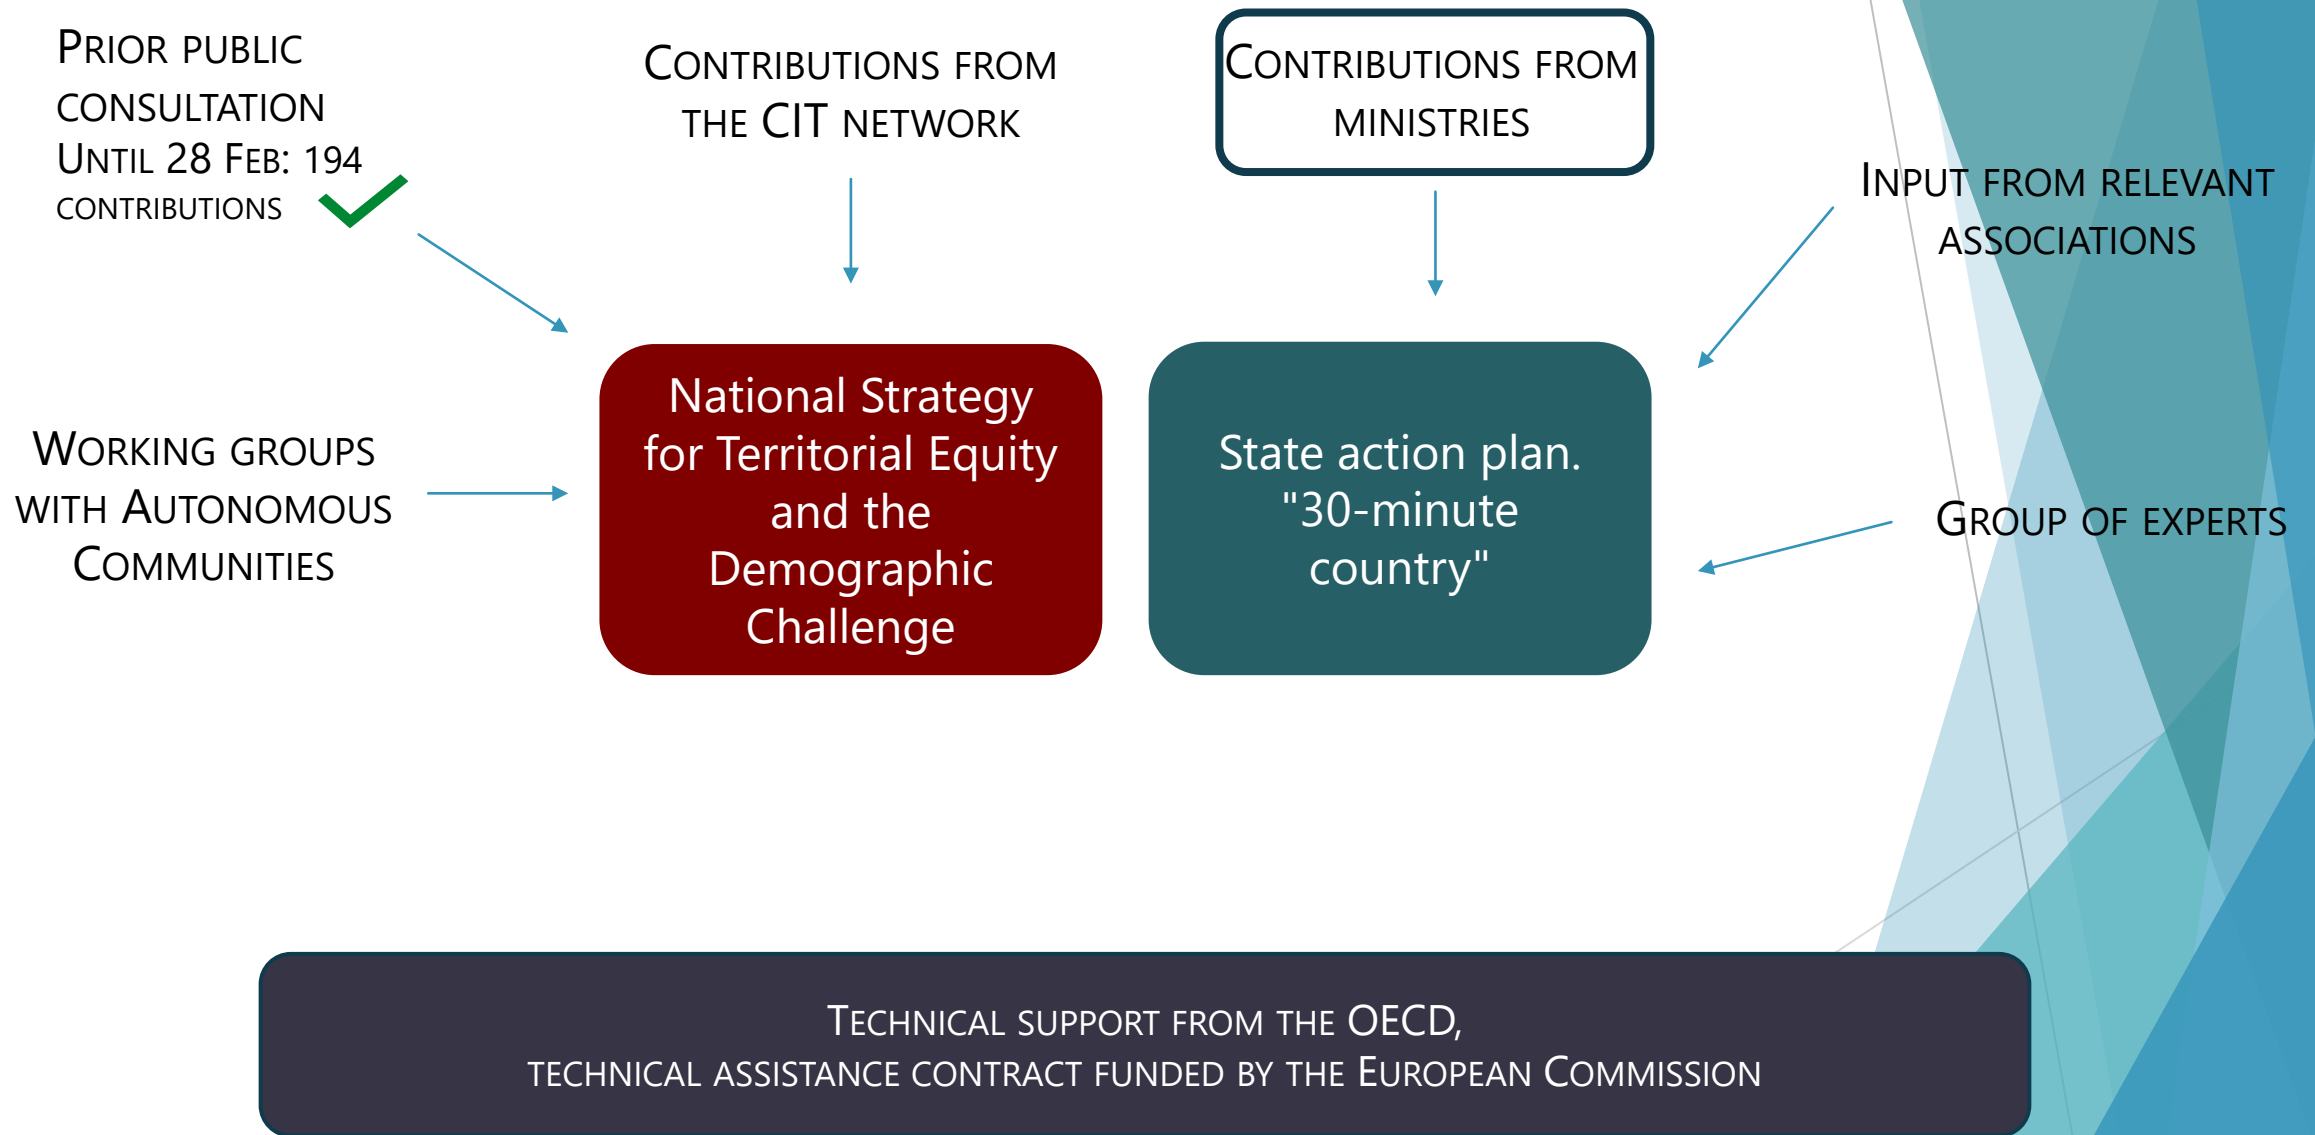 Prior public
consultation
Until 28 Feb: 194
contributions
Contributions from
the CIT network
Contributions from
ministries
Input from relevant
associations
Working groups
with Autonomous
Communities
National Strategy
for Territorial Equity
and the
Demographic
Challenge
State action plan.
"30-minute
country"
Group of experts
Technical support from the OECD,
technical assistance contract funded by the European Commission